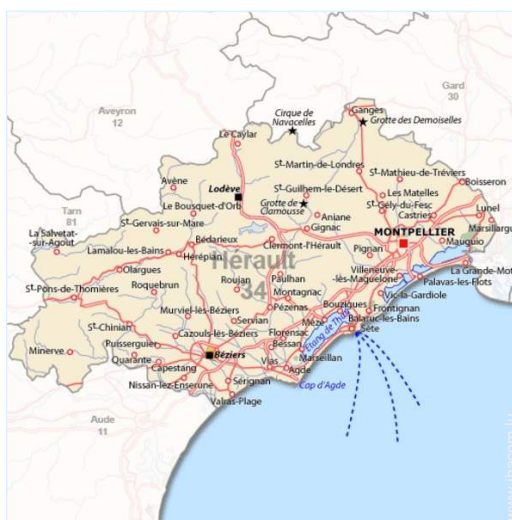 Gard
30
Aveyron
12
Cirque de
Navacelles
Ganges
Grotte des Demoiselles
Le Caylar
St-Martin-de-Londres
St-Mathieu-de-Tréviers
Boisseron
Avène
Lodève
St-Guilhem-le-Désert
Les Matelles
Le Bousquet-d'Orb
Grotte de
Clamousse
St-Gély-du-Fesc
Lunel
Castries
Tarn
81
St-Gervais-sur-Mare
Aniane
Marsillargu
La Salvetat-
sur-Agout
Gignac
MONTPELLIER
Mauguio
Lamalou-les-Bains
Bédarieux
Clermont-l'Hérault
Pignan
Hérépian
Hérault
34
La Grande-Mot
Olargues
Paulhan
Villeneuve-
lès-Maguelone
Palavas-les-Flots
St-Pons-de-Thomières
Roquebrun
Roujan
Montagnac
Vic-la-Gardiole
Murviel-lès-Béziers
Pézenas
Bouzigues
Frontignan
St-Chinian
Servian
Mèze
Balaruc-les-Bains
Cazouls-lès-Béziers
Florensac
Étang de Thau
Sète
Puisserguier
Bessan
Minerve
Quarante
Béziers
Marseillan
Capestang
Vias
Agde
Nissan-lez-Enserune
Sérignan
Cap d'Agde
Valras-Plage
Aude
11